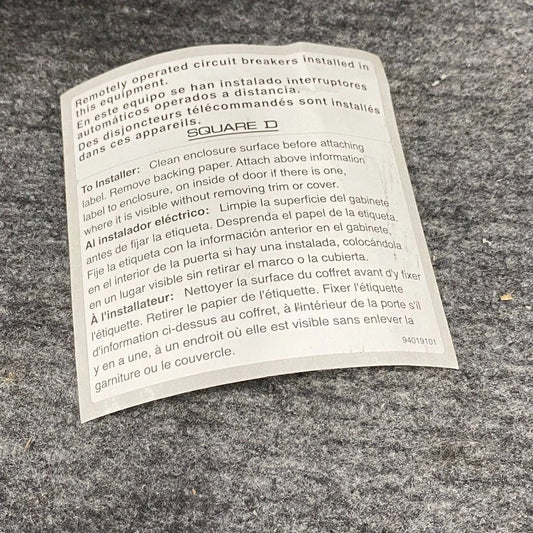 Remotely operated circuit breakers installed in
this equipment.
En este equipo se han instalado interruptores
automáticos operados a distancia.
Des disjoncteurs télécommandés sont installés
dans ces appareils.
SQUARE D
To Installer: Clean enclosure surface before attaching
label. Remove backing paper. Attach above information
label to enclosure, on inside of door if there is one,
where it is visible without removing trim or cover.
Al instalador eléctrico: Limpie la superficie del gabinete
antes de fijar la etiqueta. Desprenda el papel de la etiqueta.
Fije la etiqueta con la información anterior en el gabinete,
en el interior de la puerta si hay una instalada, colocándola
en un lugar visible sin retirar el marco o la cubierta.
À l'installateur: Nettoyer la surface du coffret avant d'y fixer
l'étiquette. Retirer le papier de l'étiquette. Fixer l'étiquette
d'information ci-dessus au coffret, à l'intérieur de la porte s'il
y en a une, à un endroit où elle est visible sans enlever la
garniture ou le couvercle.
94019101